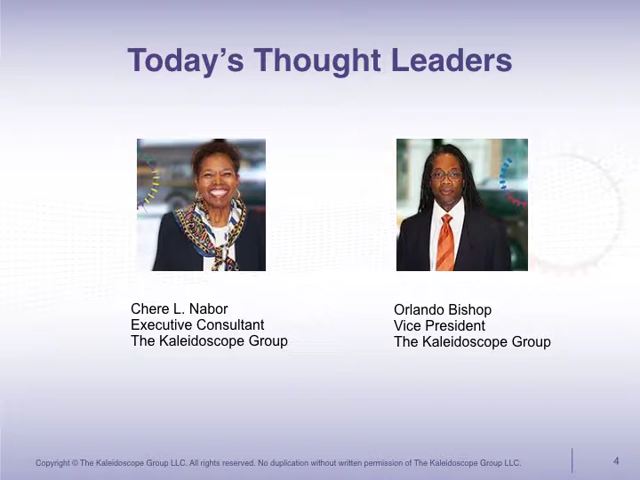 Today's Thought Leaders
Chere L. Nabor
Executive Consultant
The Kaleidoscope Group
Orlando Bishop
Vice President
The Kaleidoscope Group
Copyright © The Kaleidoscope Group LLC. All rights reserved. No duplication without written permission of The Kaleidoscope Group LLC.
4